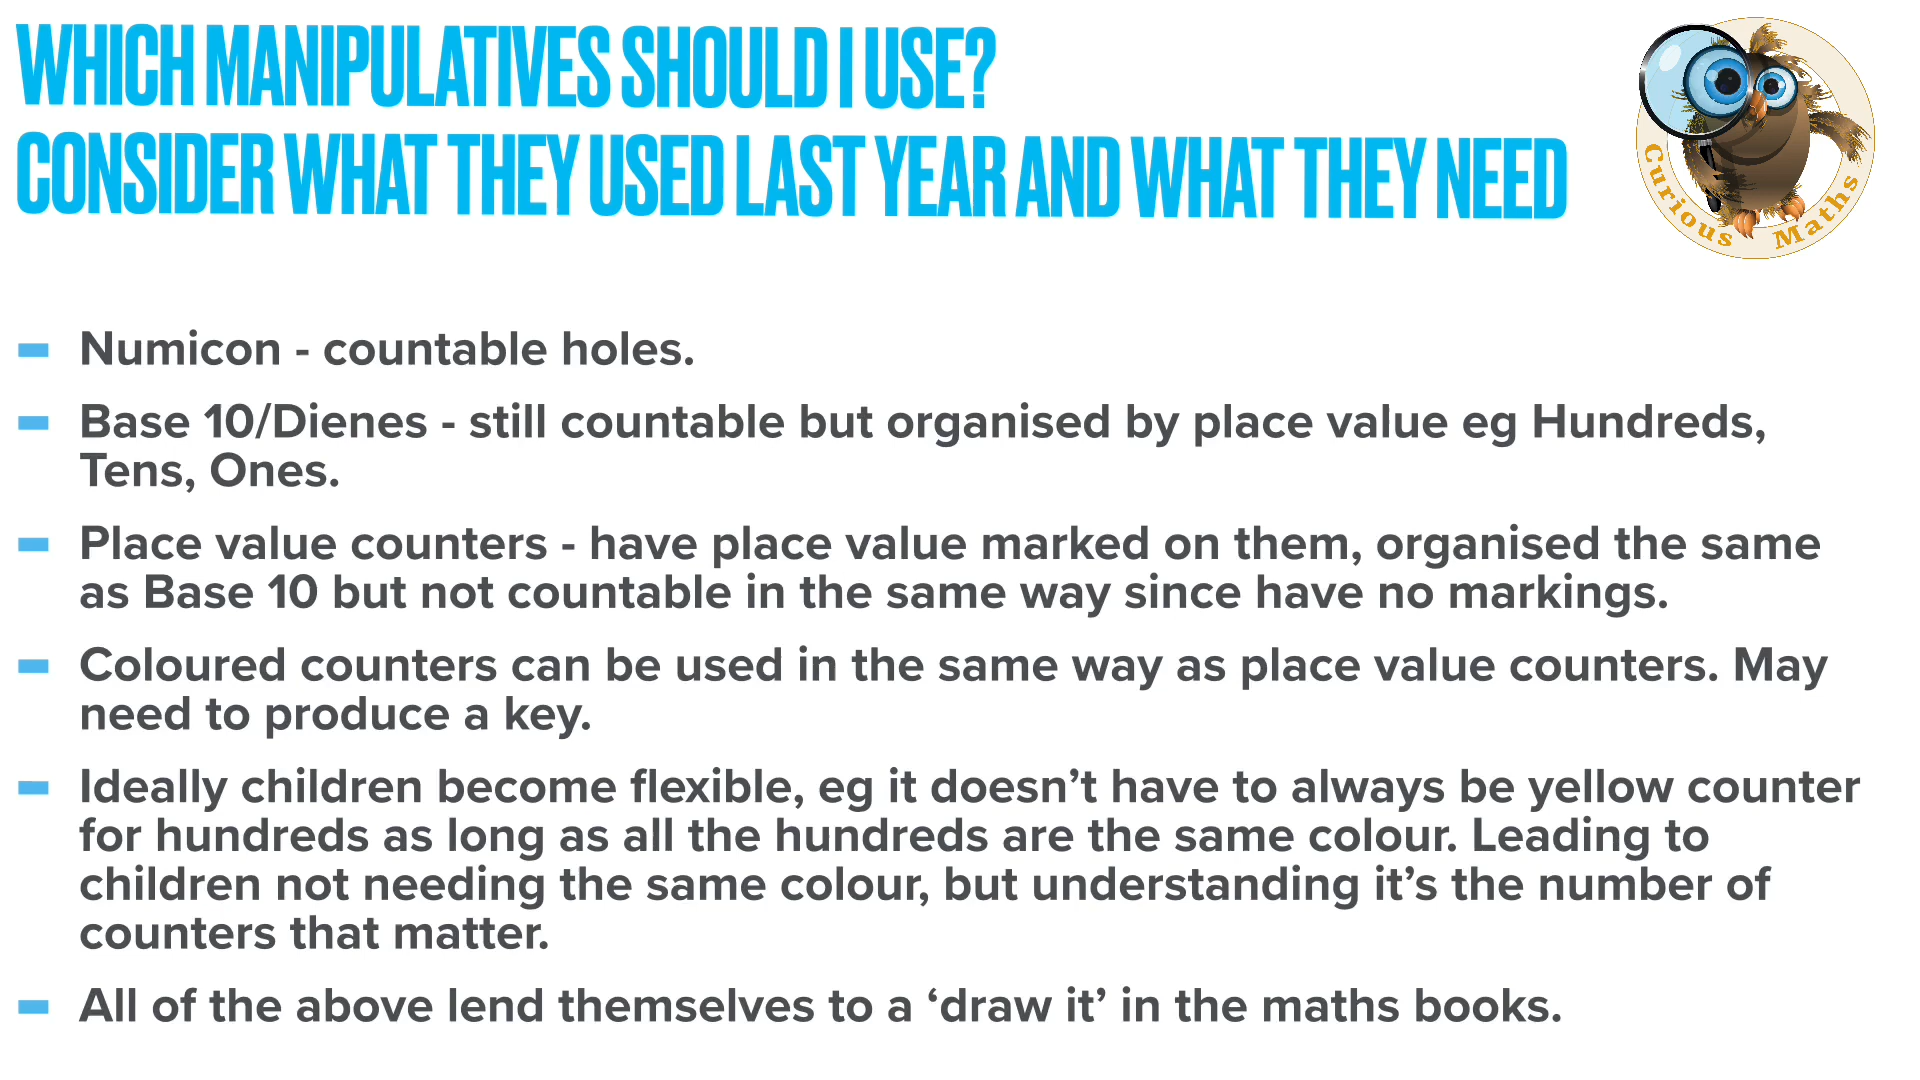 WHICH MANIPULATIVES SHOULD I USE?
CONSIDER WHAT THEY USED LAST YEAR AND WHAT THEY NEED
Curious Maths
- Numicon - countable holes.
- Base 10/Dienes - still countable but organised by place value eg Hundreds,
Tens, Ones.
- Place value counters - have place value marked on them, organised the same
as Base 10 but not countable in the same way since have no markings.
- Coloured counters can be used in the same way as place value counters. May
need to produce a key.
- Ideally children become flexible, eg it doesn’t have to always be yellow counter
for hundreds as long as all the hundreds are the same colour. Leading to
children not needing the same colour, but understanding it’s the number of
counters that matter.
- All of the above lend themselves to a ‘draw it’ in the maths books.